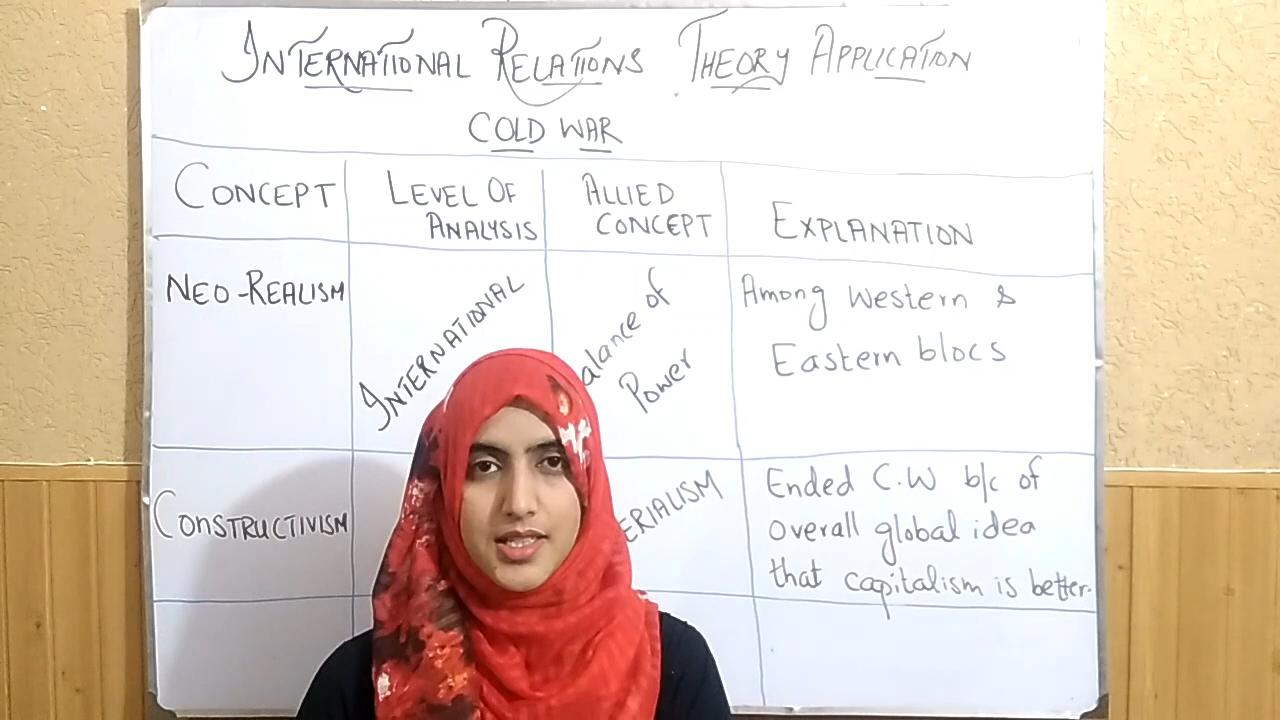 INTERNATIONAL RELATIONS THEORY APPLICATION
COLD WAR
CONCEPT
LEVEL OF
ANALYSIS
ALLIED
CONCEPT
EXPLANATION
NEO-REALISM
INTERNATIONAL
Power
of
Among Western &
Eastern blocs
CONSTRUCTIVISM
Ended C.W b/c of
overall global idea
that capitalism is better.